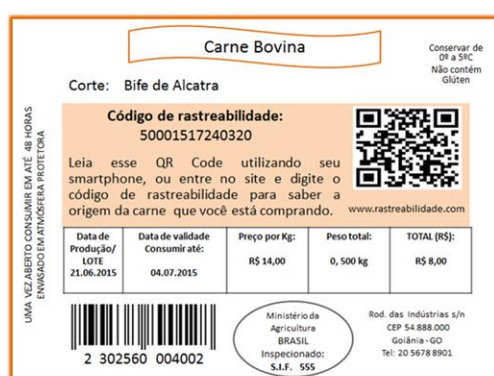 Carne Bovina
Conservar de
0º a 5ºC
Não contém
Glúten
Corte: Bife de Alcatra
Código de rastreabilidade:
50001517240320
Leia esse QR Code utilizando seu
smartphone, ou entre no site e digite o
código de rastreabilidade para saber a
origem da carne que você está comprando.
www.rastreabilidade.com
UMA VEZ ABERTO CONSUMIR EM ATÉ 48 HORAS
ENVASADO EM ATMOSFERA PROTETORA
Data de
Produção/
LOTE
21.06.2015
Data de validade
Consumir até:
04.07.2015
Preço por Kg:
R$ 14,00
Peso total:
0, 500 kg
TOTAL (R$):
R$ 8,00
2 302560 004002
Ministério da
Agricultura
BRASIL
Inspecionado:
S.I.F. 555
Rod. das Indústrias s/n
CEP 54.888.000
Goiânia - GO
Tel: 20 5678 8901